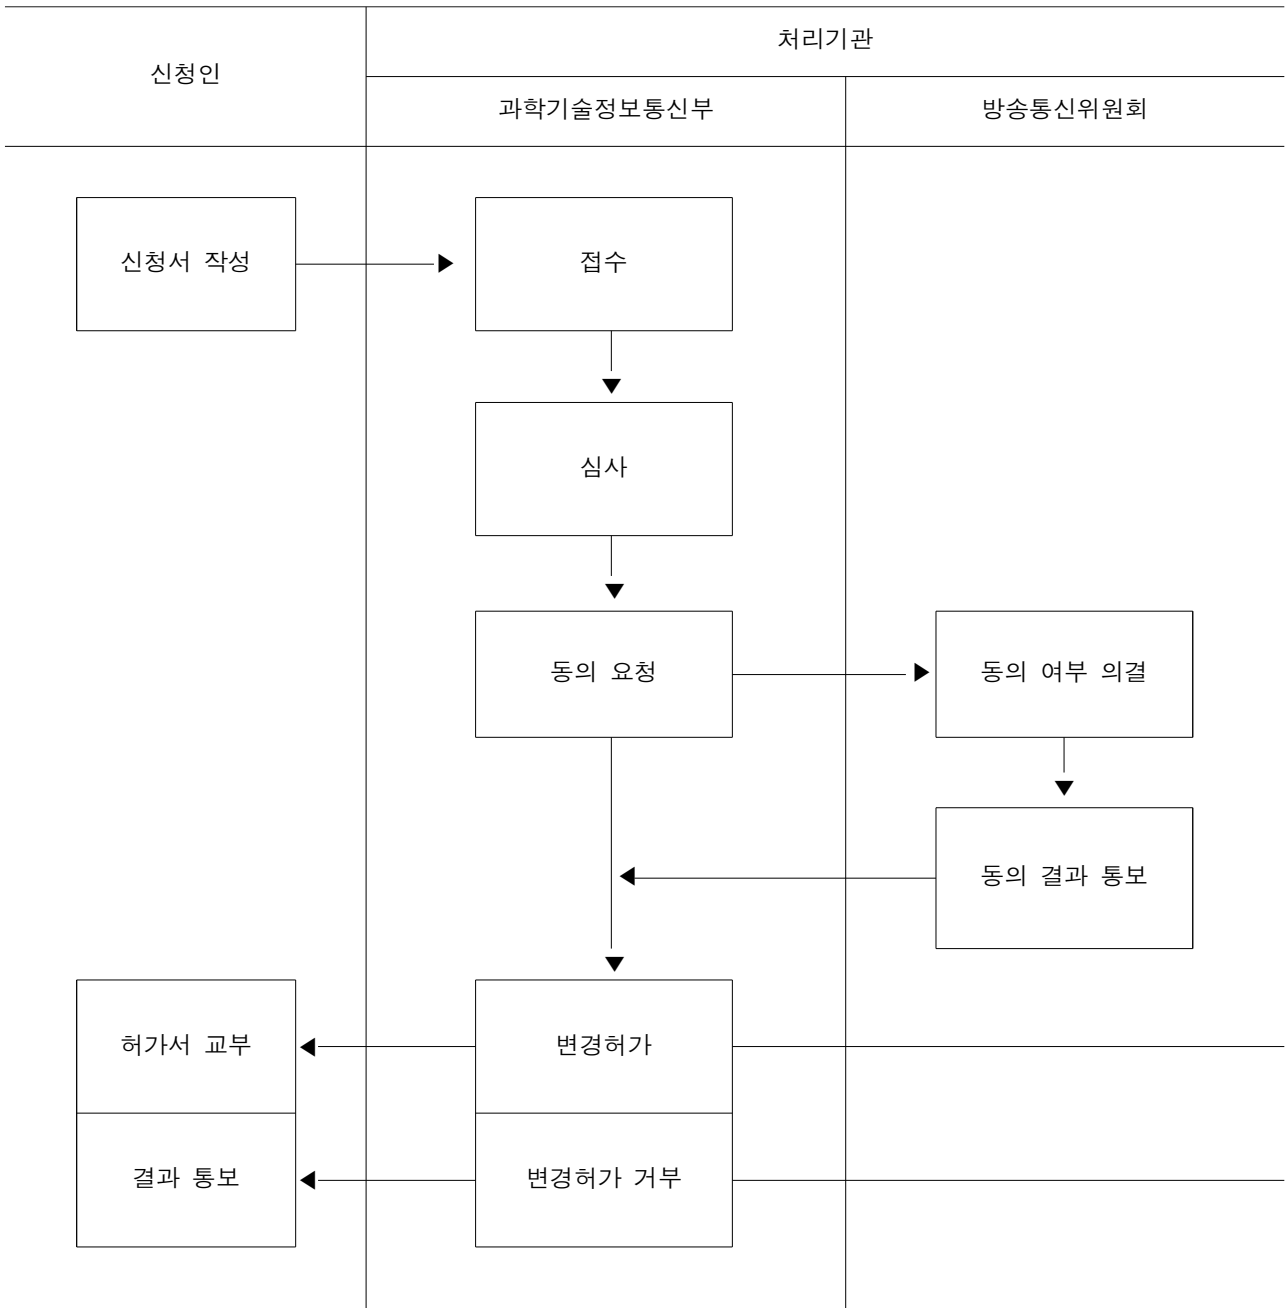 신청인
처리기관
과학기술정보통신부
방송통신위원회
신청서 작성
접수
심사
동의 요청
동의 여부 의결
동의 결과 통보
허가서 교부
변경허가
결과 통보
변경허가 거부